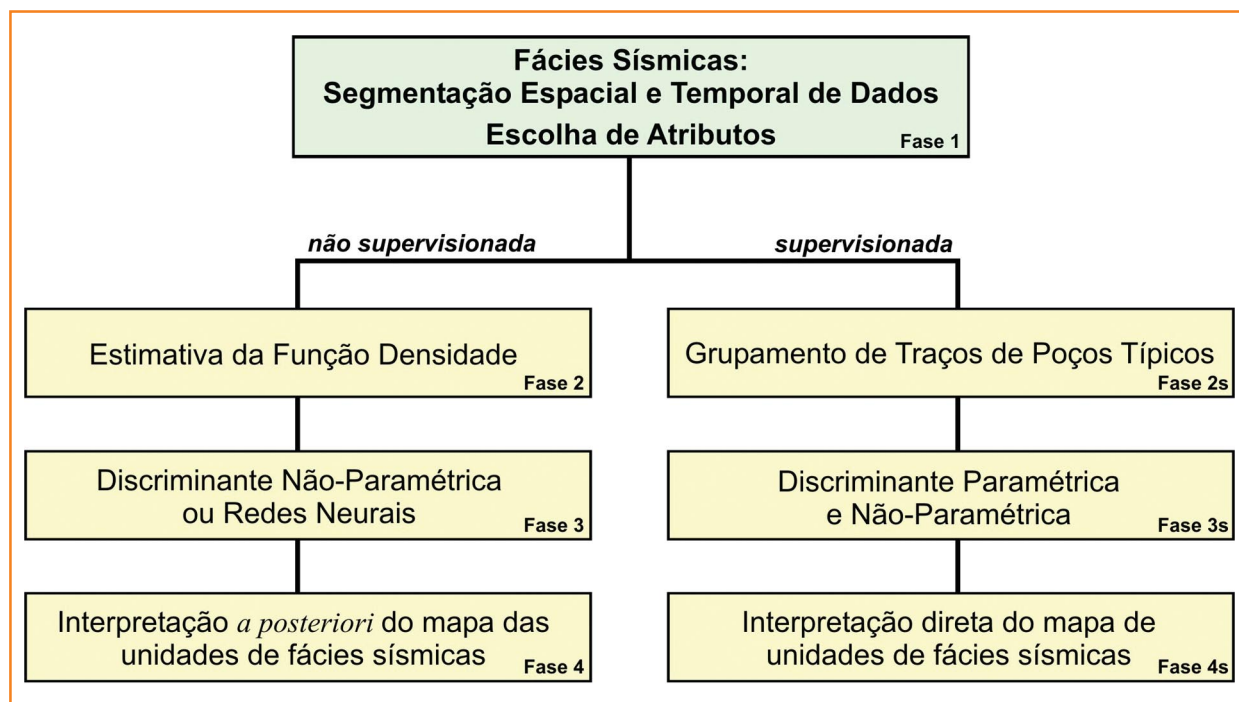 Fácies Sísmicas:
Segmentação Espacial e Temporal de Dados
Escolha de Atributos
Fase 1
não supervisionada
supervisionada
Estimativa da Função Densidade
Fase 2
Grupamento de Traços de Poços Típicos
Fase 2s
Discriminante Não-Paramétrica
ou Redes Neurais
Fase 3
Discriminante Paramétrica
e Não-Paramétrica
Fase 3s
Interpretação a posteriori do mapa das
unidades de fácies sísmicas
Fase 4
Interpretação direta do mapa de
unidades de fácies sísmicas
Fase 4s